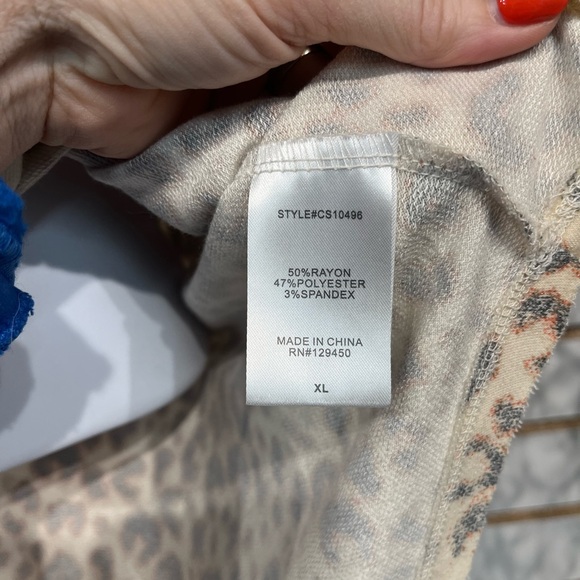 STYLE#CS10496
50%RAYON
47%POLYESTER
3%SPANDEX
MADE IN CHINA
RN#129450
XL